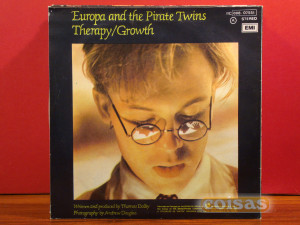 Europa and the Pirate Twins
Therapy/Growth
STEREO
EMI
Written and produced by Thomas Dolby
Photography by Andrew Douglas
coisas